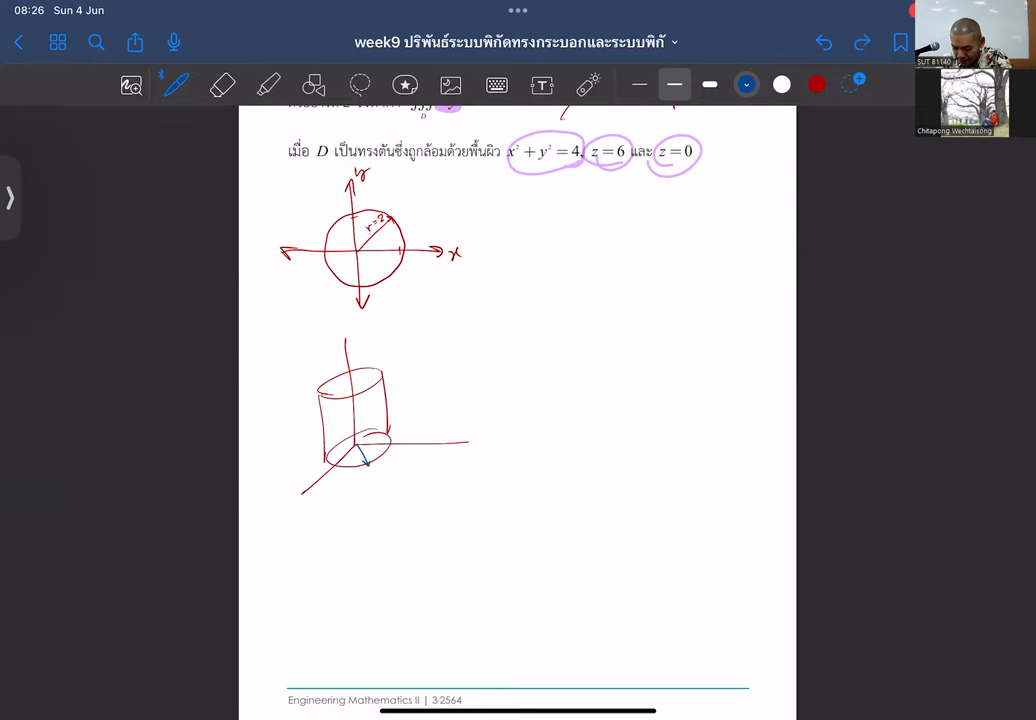 08:26 Sun 4 Jun
week9 ปริพันธ์ระบบพิกัดทรงกระบอกและระบบพิกั
SUT B1140
Chitapong Wechtaisong
∭
D
เมื่อ D เป็นทรงตันซึ่งถูกล้อมด้วยพื้นผิว x² + y² = 4, z = 6 และ z = 0
y
r=2
x
Engineering Mathematics II | 3-2564